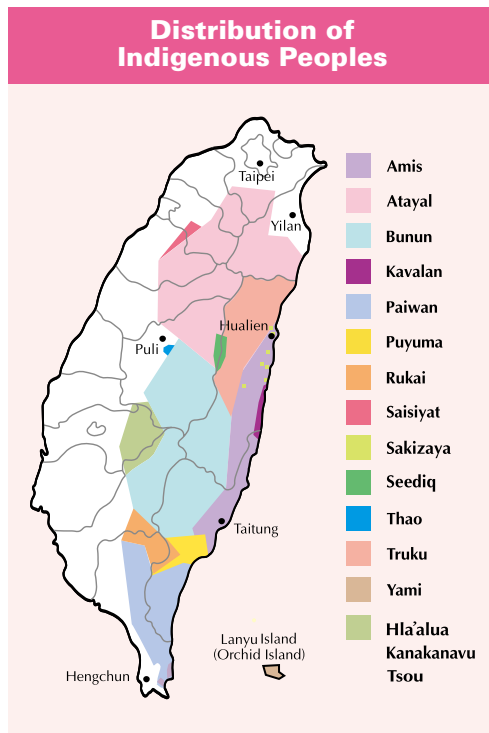 Distribution of
Indigenous Peoples
Taipei
Yilan
Hualien
Puli
Taitung
Lanyu Island
(Orchid Island)
Hengchun
Amis
Atayal
Bunun
Kavalan
Paiwan
Puyuma
Rukai
Saisiyat
Sakizaya
Seediq
Thao
Truku
Yami
Hla’alua
Kanakanavu
Tsou